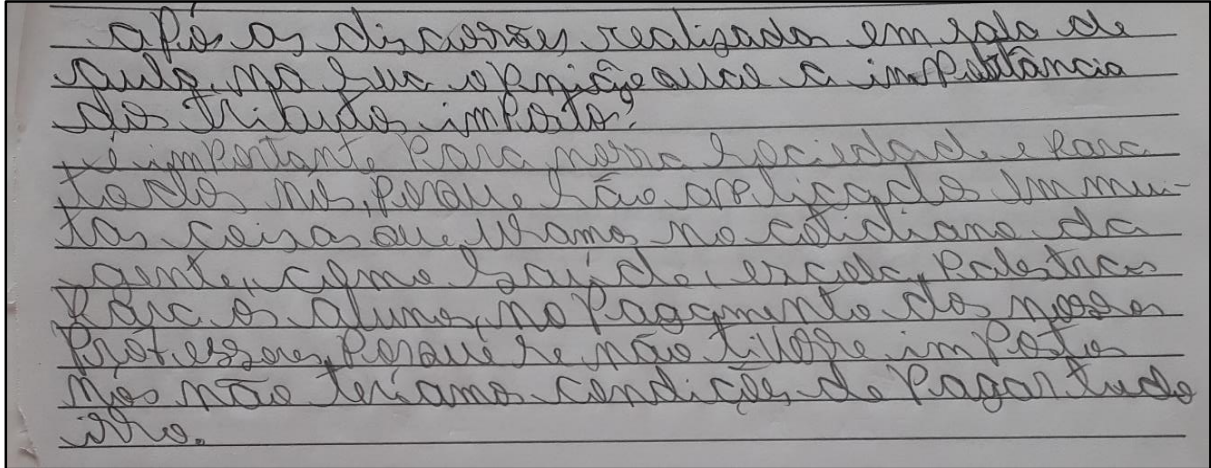 após as discursões realizada em sala de
aula, na sua opinião qual a importância
dos tributos impostos?
é importante para nossa sociedade e para
todos nós, porque são aplicados em mui-
tas coisas que usamos no cotidiano da
gente, como saúde, escola, palestras
para os alunos, no pagamento dos nossos
professores, porque se não tivesse impostos
nós não teriamos condições de pagar tudo
isso.